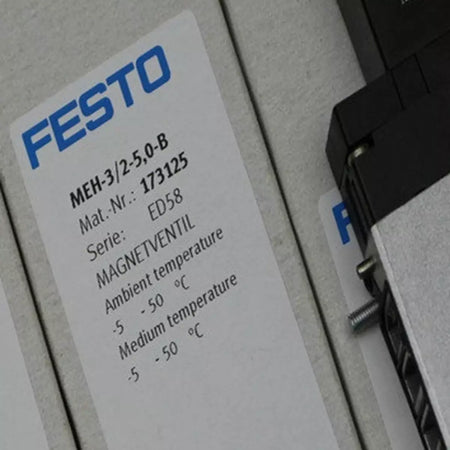 FESTO
MEH-3/2-5,0-B
Mat.-Nr.: 173125
Serie: ED58
MAGNETVENTIL
Ambient temperature
-5 - 50 °C
Medium temperature
-5 - 50 °C
F